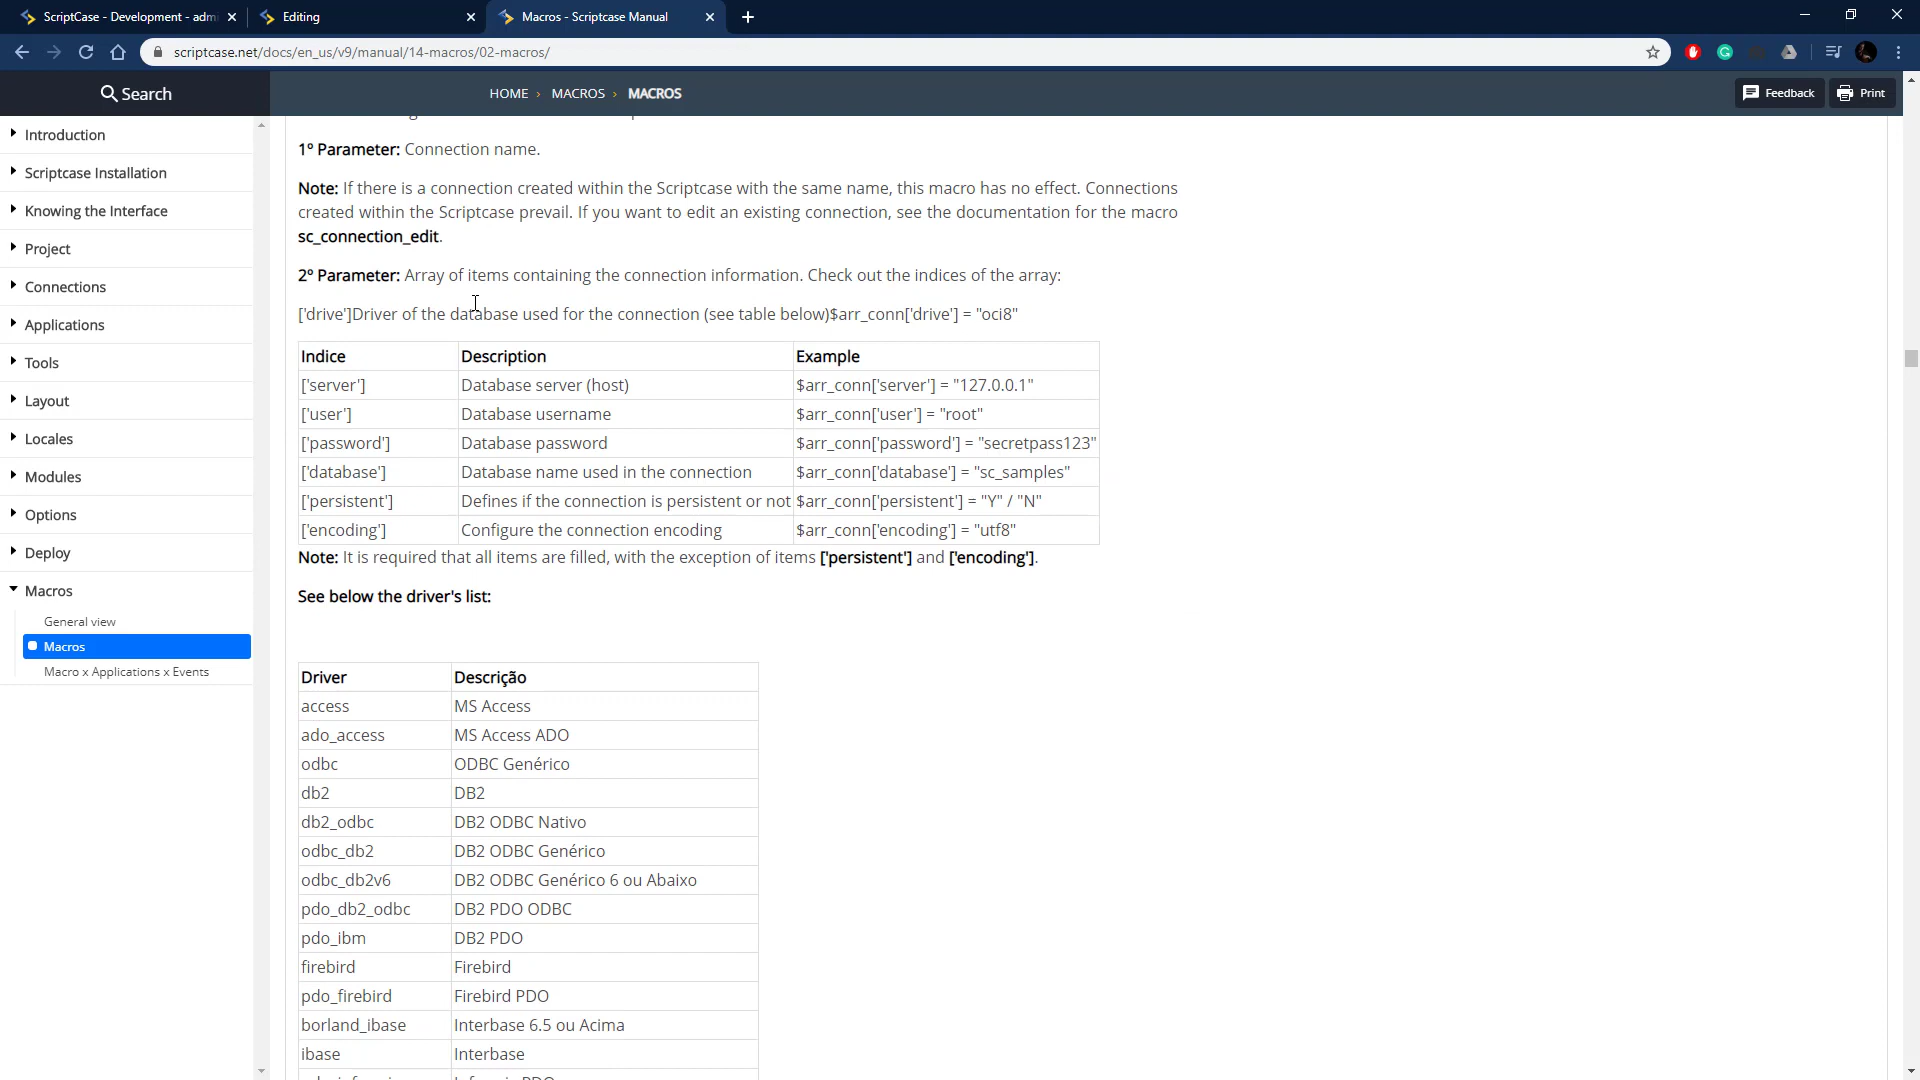 ScriptCase - Development - admi
Editing
Macros - Scriptcase Manual
scriptcase.net/docs/en_us/v9/manual/14-macros/02-macros/
Search
HOME › MACROS › MACROS
Feedback
Print
Introduction
Scriptcase Installation
Knowing the Interface
Project
Connections
Applications
Tools
Layout
Locales
Modules
Options
Deploy
Macros
General view
Macros
Macro x Applications x Events
1º Parameter: Connection name.
Note: If there is a connection created within the Scriptcase with the same name, this macro has no effect. Connections
created within the Scriptcase prevail. If you want to edit an existing connection, see the documentation for the macro
sc_connection_edit.
2º Parameter: Array of items containing the connection information. Check out the indices of the array:
['drive']Driver of the database used for the connection (see table below)$arr_conn['drive'] = "oci8"
Indice Description Example
['server'] Database server (host) $arr_conn['server'] = "127.0.0.1"
['user'] Database username $arr_conn['user'] = "root"
['password'] Database password $arr_conn['password'] = "secretpass123"
['database'] Database name used in the connection $arr_conn['database'] = "sc_samples"
['persistent'] Defines if the connection is persistent or not $arr_conn['persistent'] = "Y" / "N"
['encoding'] Configure the connection encoding $arr_conn['encoding'] = "utf8"
Note: It is required that all items are filled, with the exception of items ['persistent'] and ['encoding'].
See below the driver's list:
Driver Descrição
access MS Access
ado_access MS Access ADO
odbc ODBC Genérico
db2 DB2
db2_odbc DB2 ODBC Nativo
odbc_db2 DB2 ODBC Genérico
odbc_db2v6 DB2 ODBC Genérico 6 ou Abaixo
pdo_db2_odbc DB2 PDO ODBC
pdo_ibm DB2 PDO
firebird Firebird
pdo_firebird Firebird PDO
borland_ibase Interbase 6.5 ou Acima
ibase Interbase